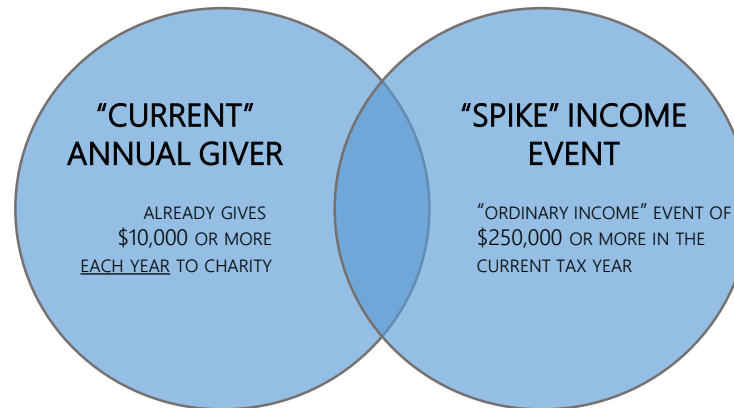 “CURRENT”
ANNUAL GIVER
ALREADY GIVES
$10,000 OR MORE
EACH YEAR TO CHARITY
“SPIKE” INCOME
EVENT
“ORDINARY INCOME” EVENT OF
$250,000 OR MORE IN THE
CURRENT TAX YEAR